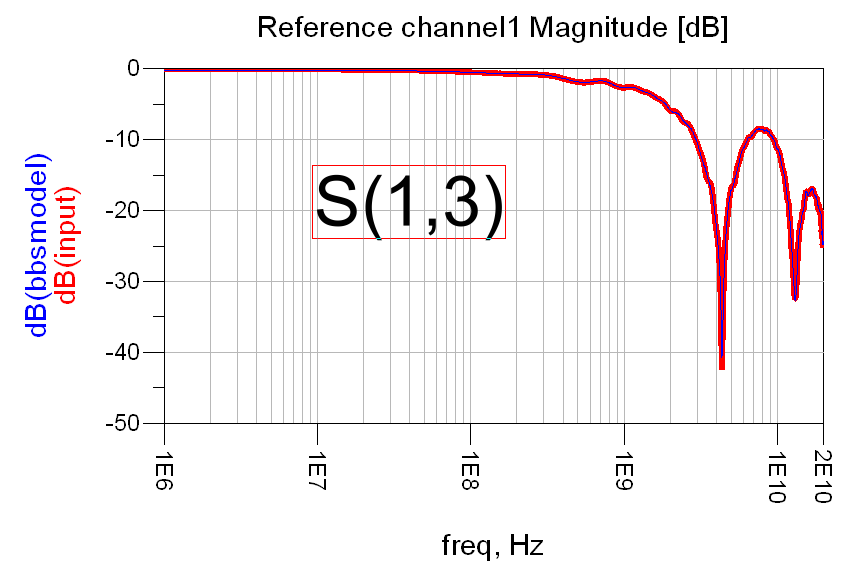 Reference channel1 Magnitude [dB]
dB(bbsmodel)
dB(input)
0
-10
-20
-30
-40
-50
S(1,3)
1E6
1E7
1E8
1E9
1E10
2E10
freq, Hz